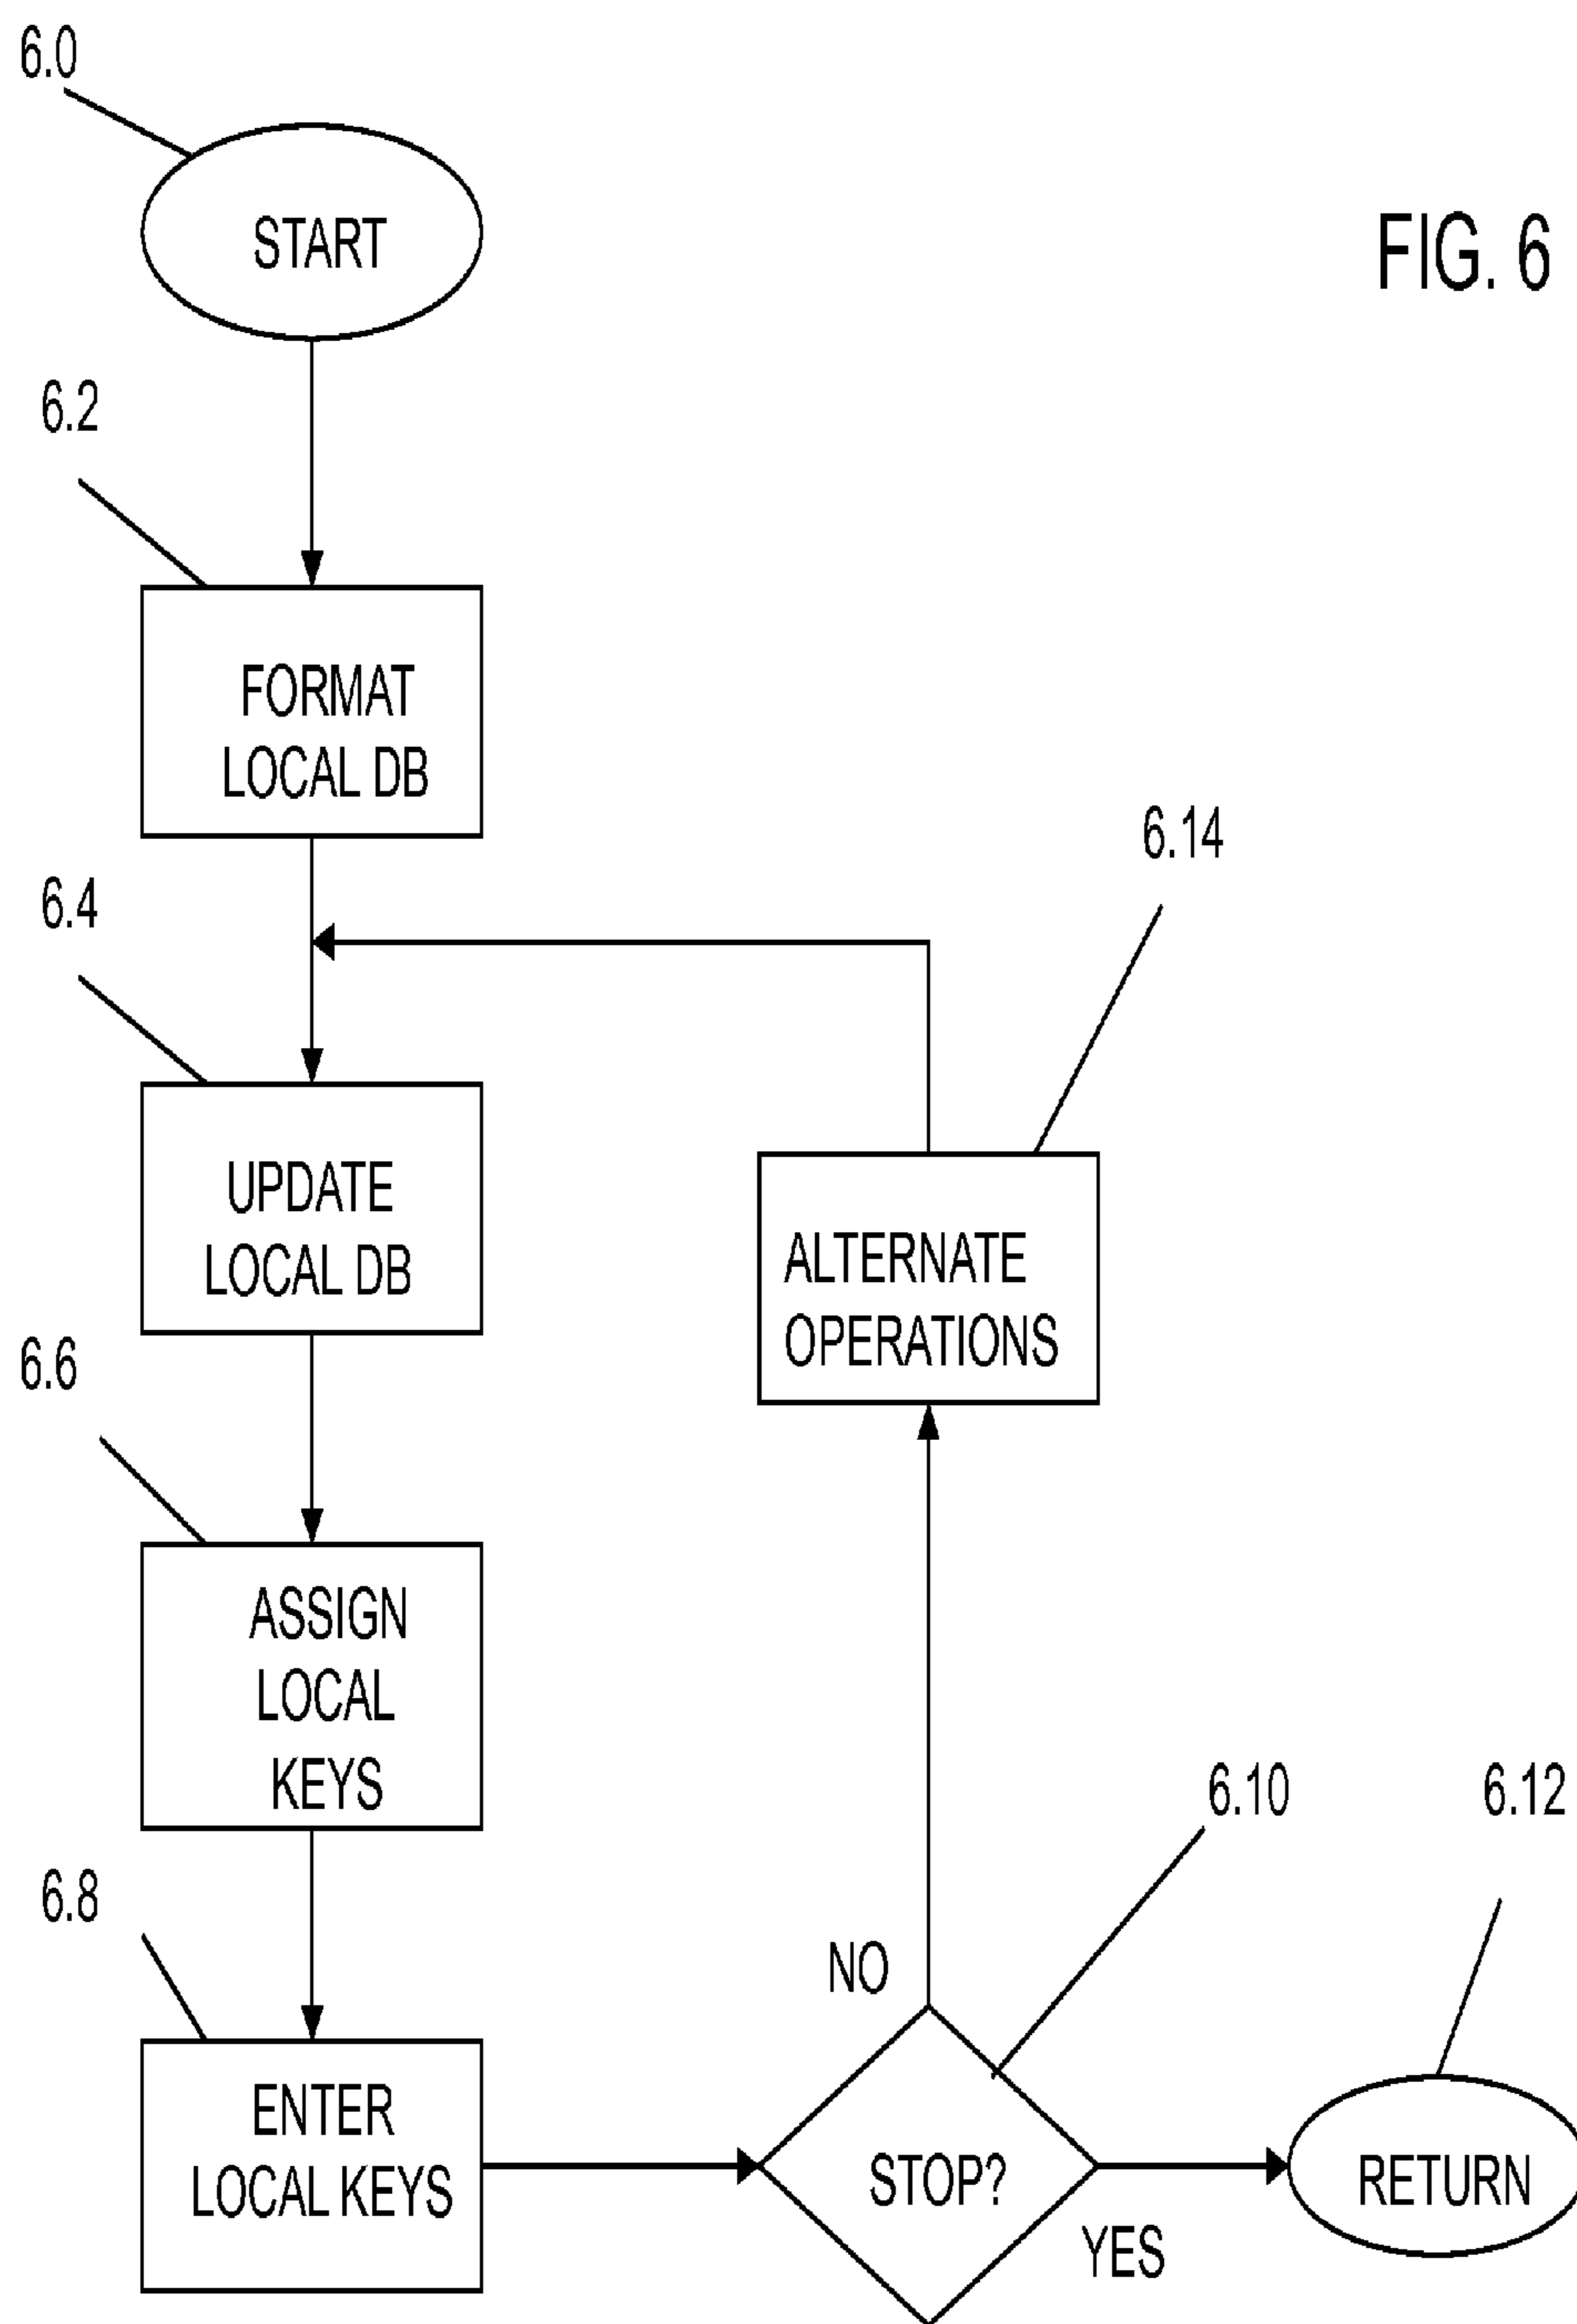 6.0
START
FIG. 6
6.2
FORMAT
LOCAL DB
6.14
6.4
UPDATE
LOCAL DB
ALTERNATE
OPERATIONS
6.6
ASSIGN
LOCAL
KEYS
6.10
6.12
6.8
NO
ENTER
LOCAL KEYS
STOP?
RETURN
YES